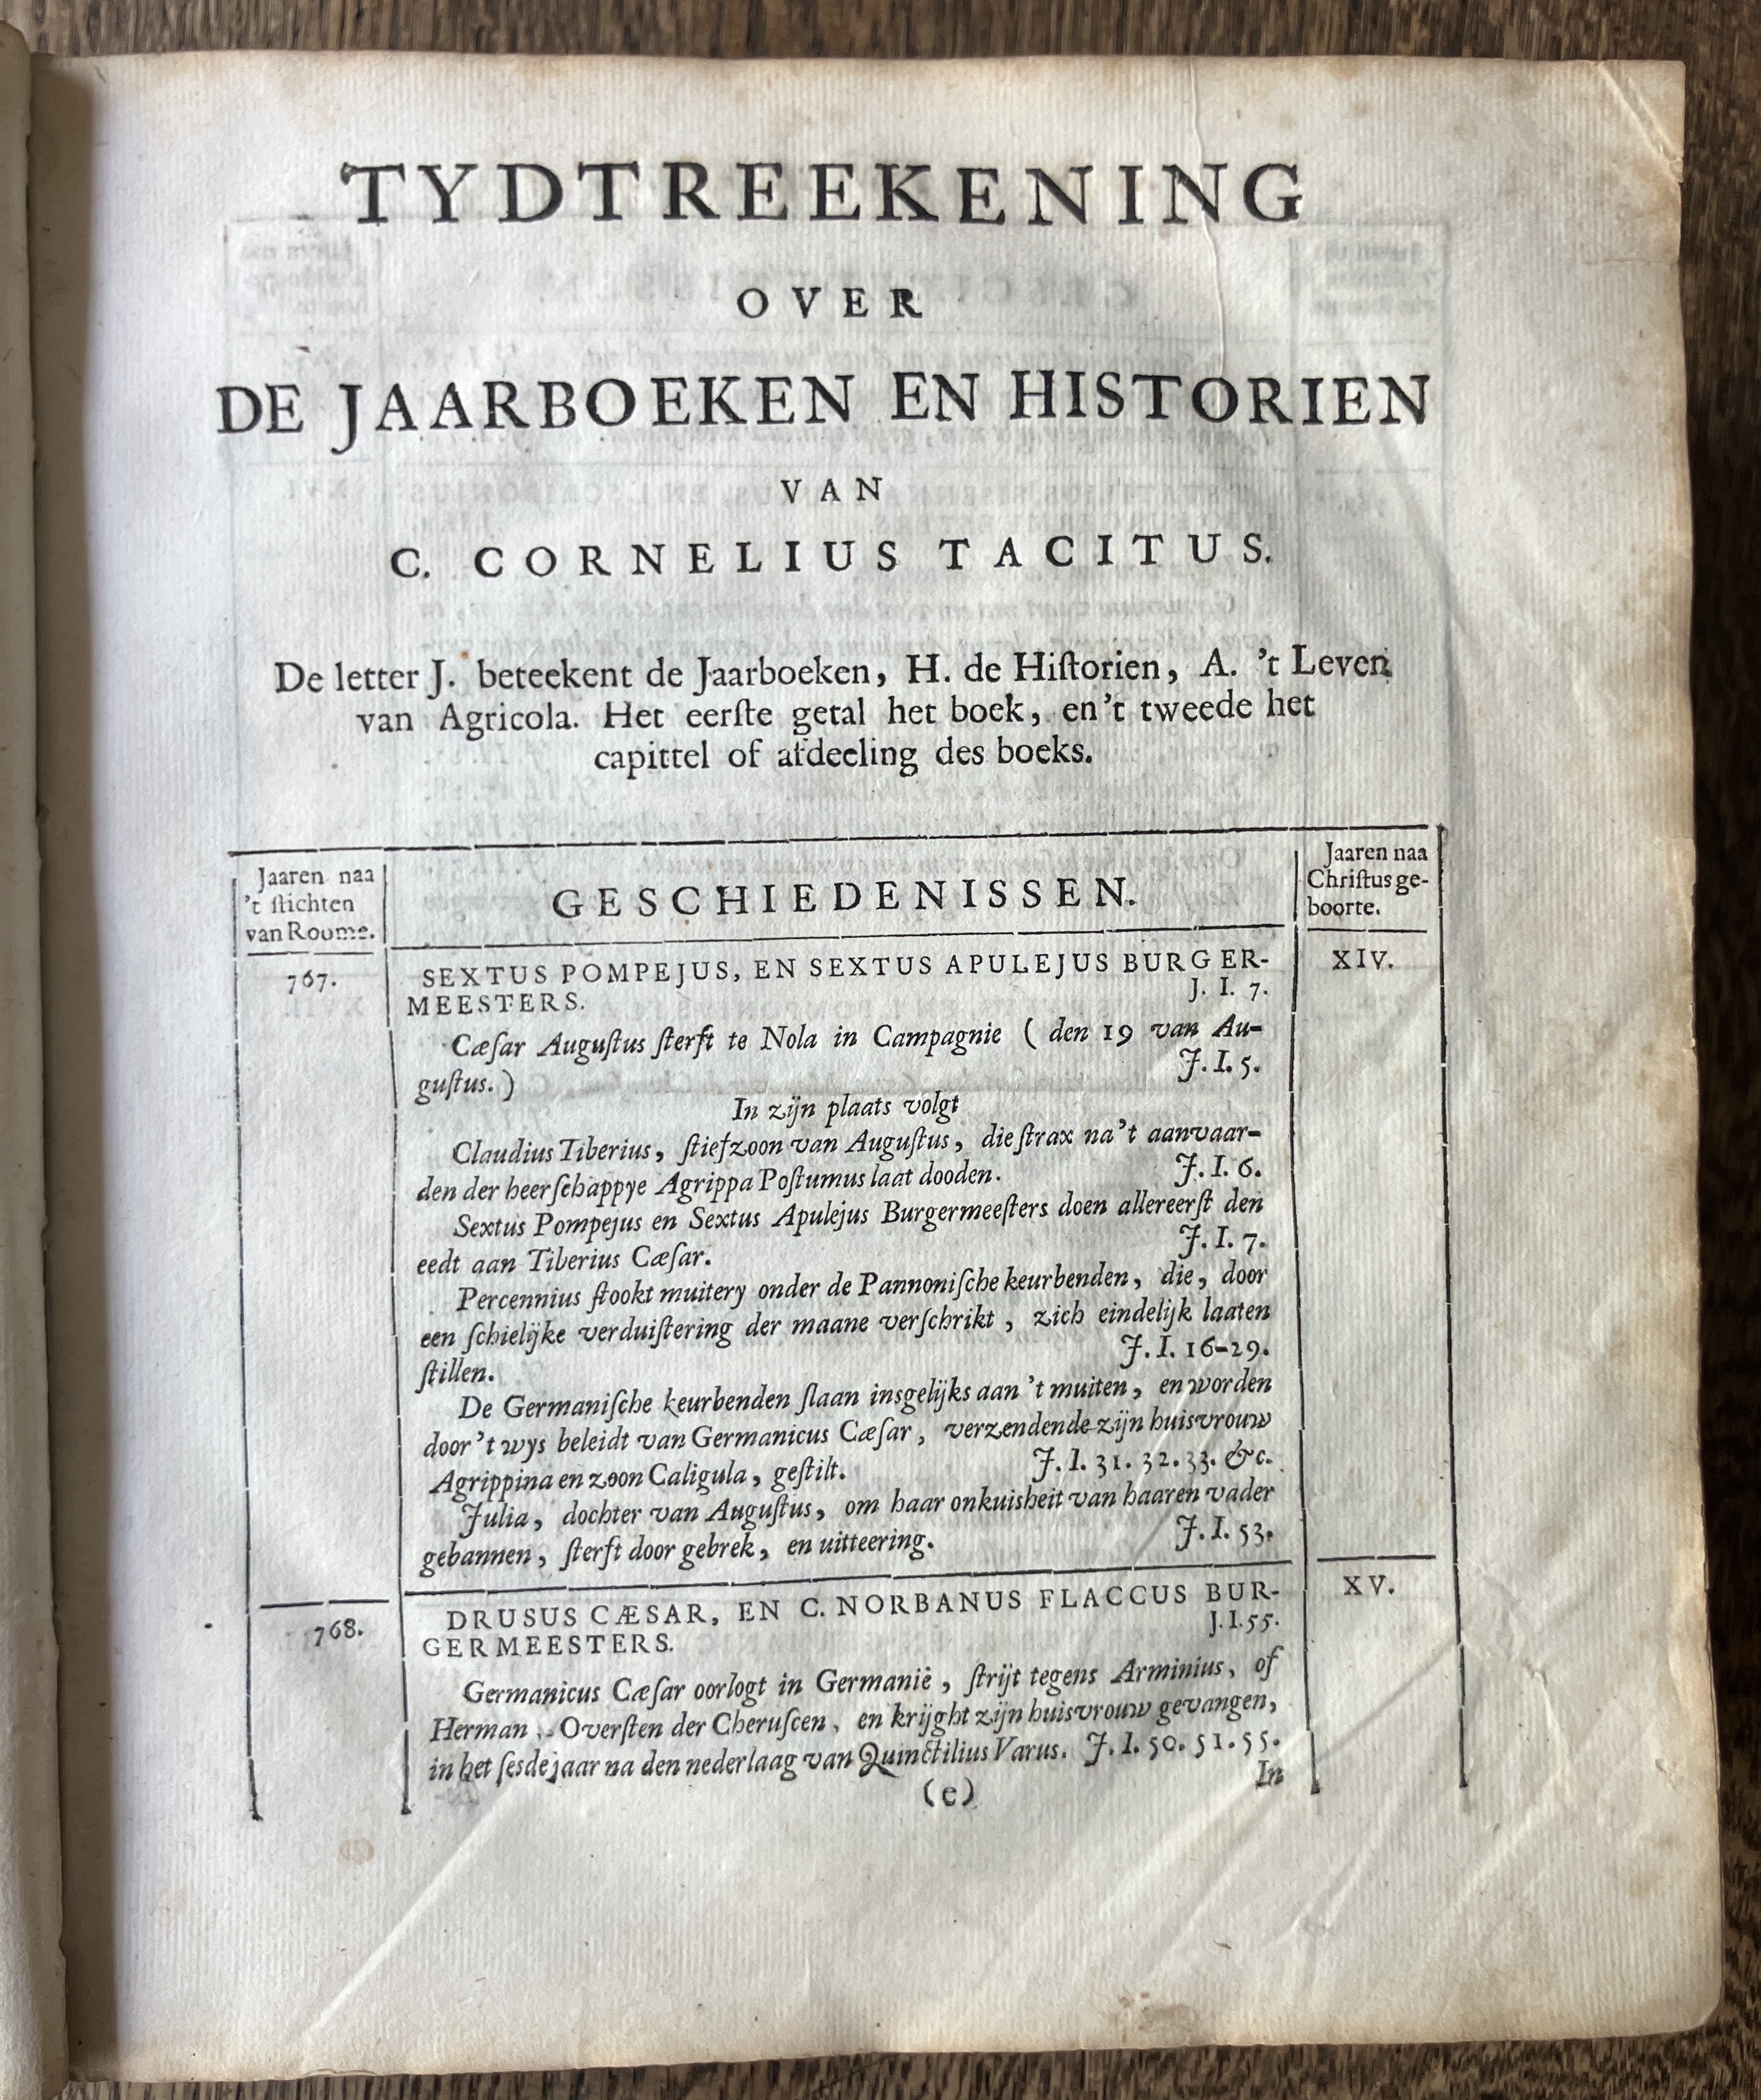 TYDTREEKENING
OVER
DE JAARBOEKEN EN HISTORIEN
VAN
C. CORNELIUS TACITUS.
De letter J. beteekent de Jaarboeken, H. de Hiſtorien, A. 't Leven
van Agricola. Het eerſte getal het boek, en 't tweede het
capittel of afdeeling des boeks.
Jaaren naa
't ſtichten
van Roome.
GESCHIEDENISSEN.
Jaaren naa
Chriſtus ge-
boorte.
767.
SEXTUS POMPEJUS, EN SEXTUS APULEJUS BURGER-
MEESTERS. J. I. 7.
XIV.
Cæſar Auguſtus ſterft te Nola in Campagnie ( den 19 van Au-
guſtus. ) J. I. 5.
In zijn plaats volgt
Claudius Tiberius, ſtiefzoon van Auguſtus, die ſtrax na 't aanvaar-
den der heerſchappye Agrippa Poſtumus laat dooden. J. I. 6.
Sextus Pompejus en Sextus Apulejus Burgermeeſters doen allereerſt den
eedt aan Tiberius Cæſar. J. I. 7.
Percennius ſtookt muitery onder de Pannoniſche keurbenden, die, door
een ſchielijke verduiſtering der maane verſchrikt, zich eindelijk laaten
ſtillen. J. I. 16-29.
De Germaniſche keurbenden ſlaan insgelijks aan 't muiten, en worden
door 't wys beleidt van Germanicus Cæſar, verzendende zijn huisvrouw
Agrippina en zoon Caligula, geſtilt. J. I. 31. 32. 33. &c.
Julia, dochter van Auguſtus, om haar onkuisheit van haaren vader
gebannen, ſterft door gebrek, en uitteering. J. I. 53.
768.
DRUSUS CÆSAR, EN C. NORBANUS FLACCUS BUR-
GERMEESTERS. J. I. 55.
XV.
Germanicus Cæſar oorlogt in Germanië, ſtrijt tegens Arminius, of
Herman, Overſten der Cheruſcen, en krijght zijn huisvrouw gevangen,
in het ſesde jaar na den nederlaag van Quinctilius Varus. J. I. 50. 51. 55.
In
(e)